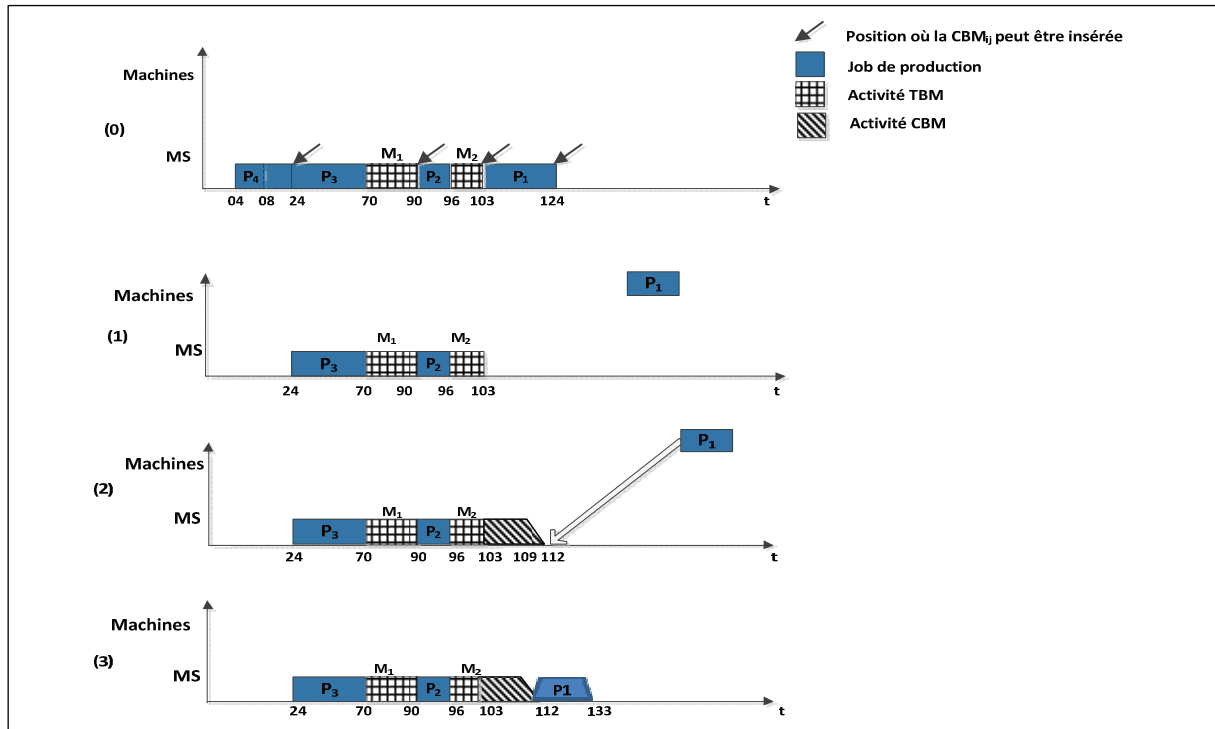 Position où la CBMij peut être insérée
Job de production
Activité TBM
Activité CBM
Machines
(0)
MS
P4 P3 M1 P2 M2 P1
04 08 24 70 90 96 103 124 t
P1
Machines
(1)
MS
M1 M2
P3 P2
24 70 90 96 103 t
P1
Machines
(2)
MS
M1 M2
P3 P2
24 70 90 96 103 109 112 t
Machines
(3)
MS
M1 M2
P3 P2 P1
24 70 90 96 103 112 133 t